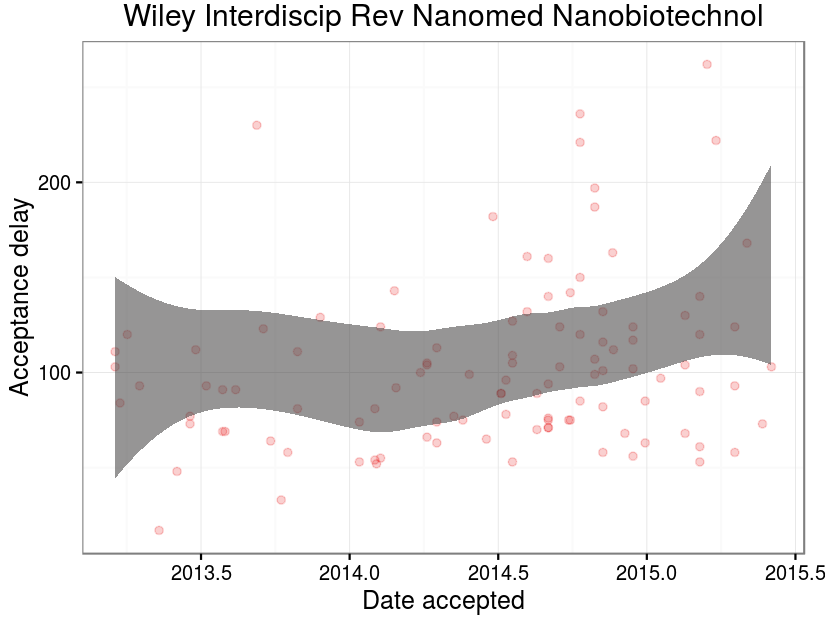 Wiley Interdiscip Rev Nanomed Nanobiotechnol
Acceptance delay
200
100
2013.5 2014.0 2014.5 2015.0 2015.5
Date accepted